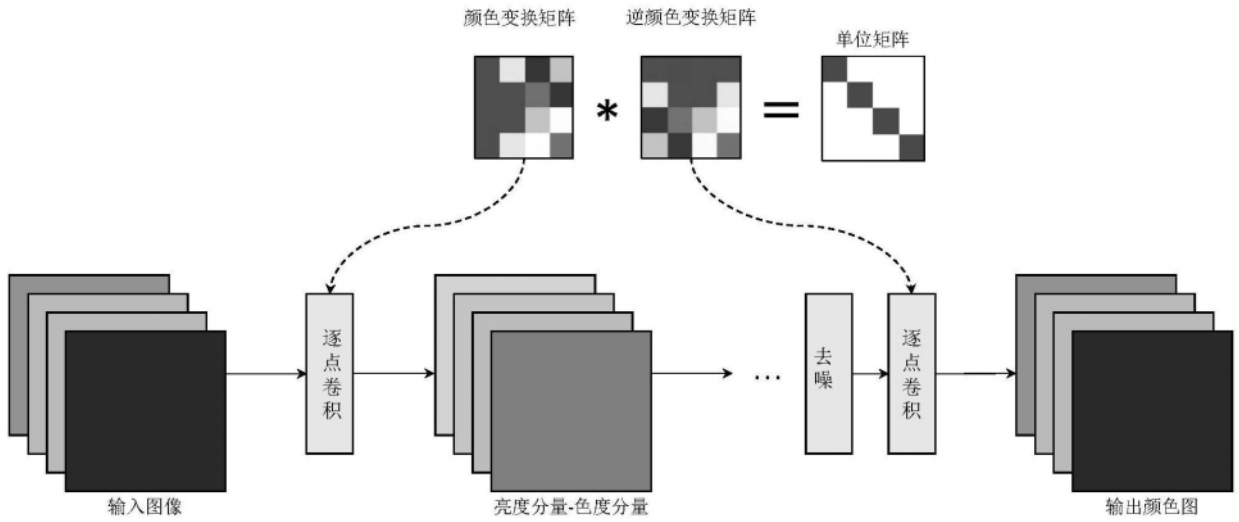 颜色变换矩阵
逆颜色变换矩阵
单位矩阵
*
=
逐点卷积
...
去噪
逐点卷积
输入图像
亮度分量-色度分量
输出颜色图